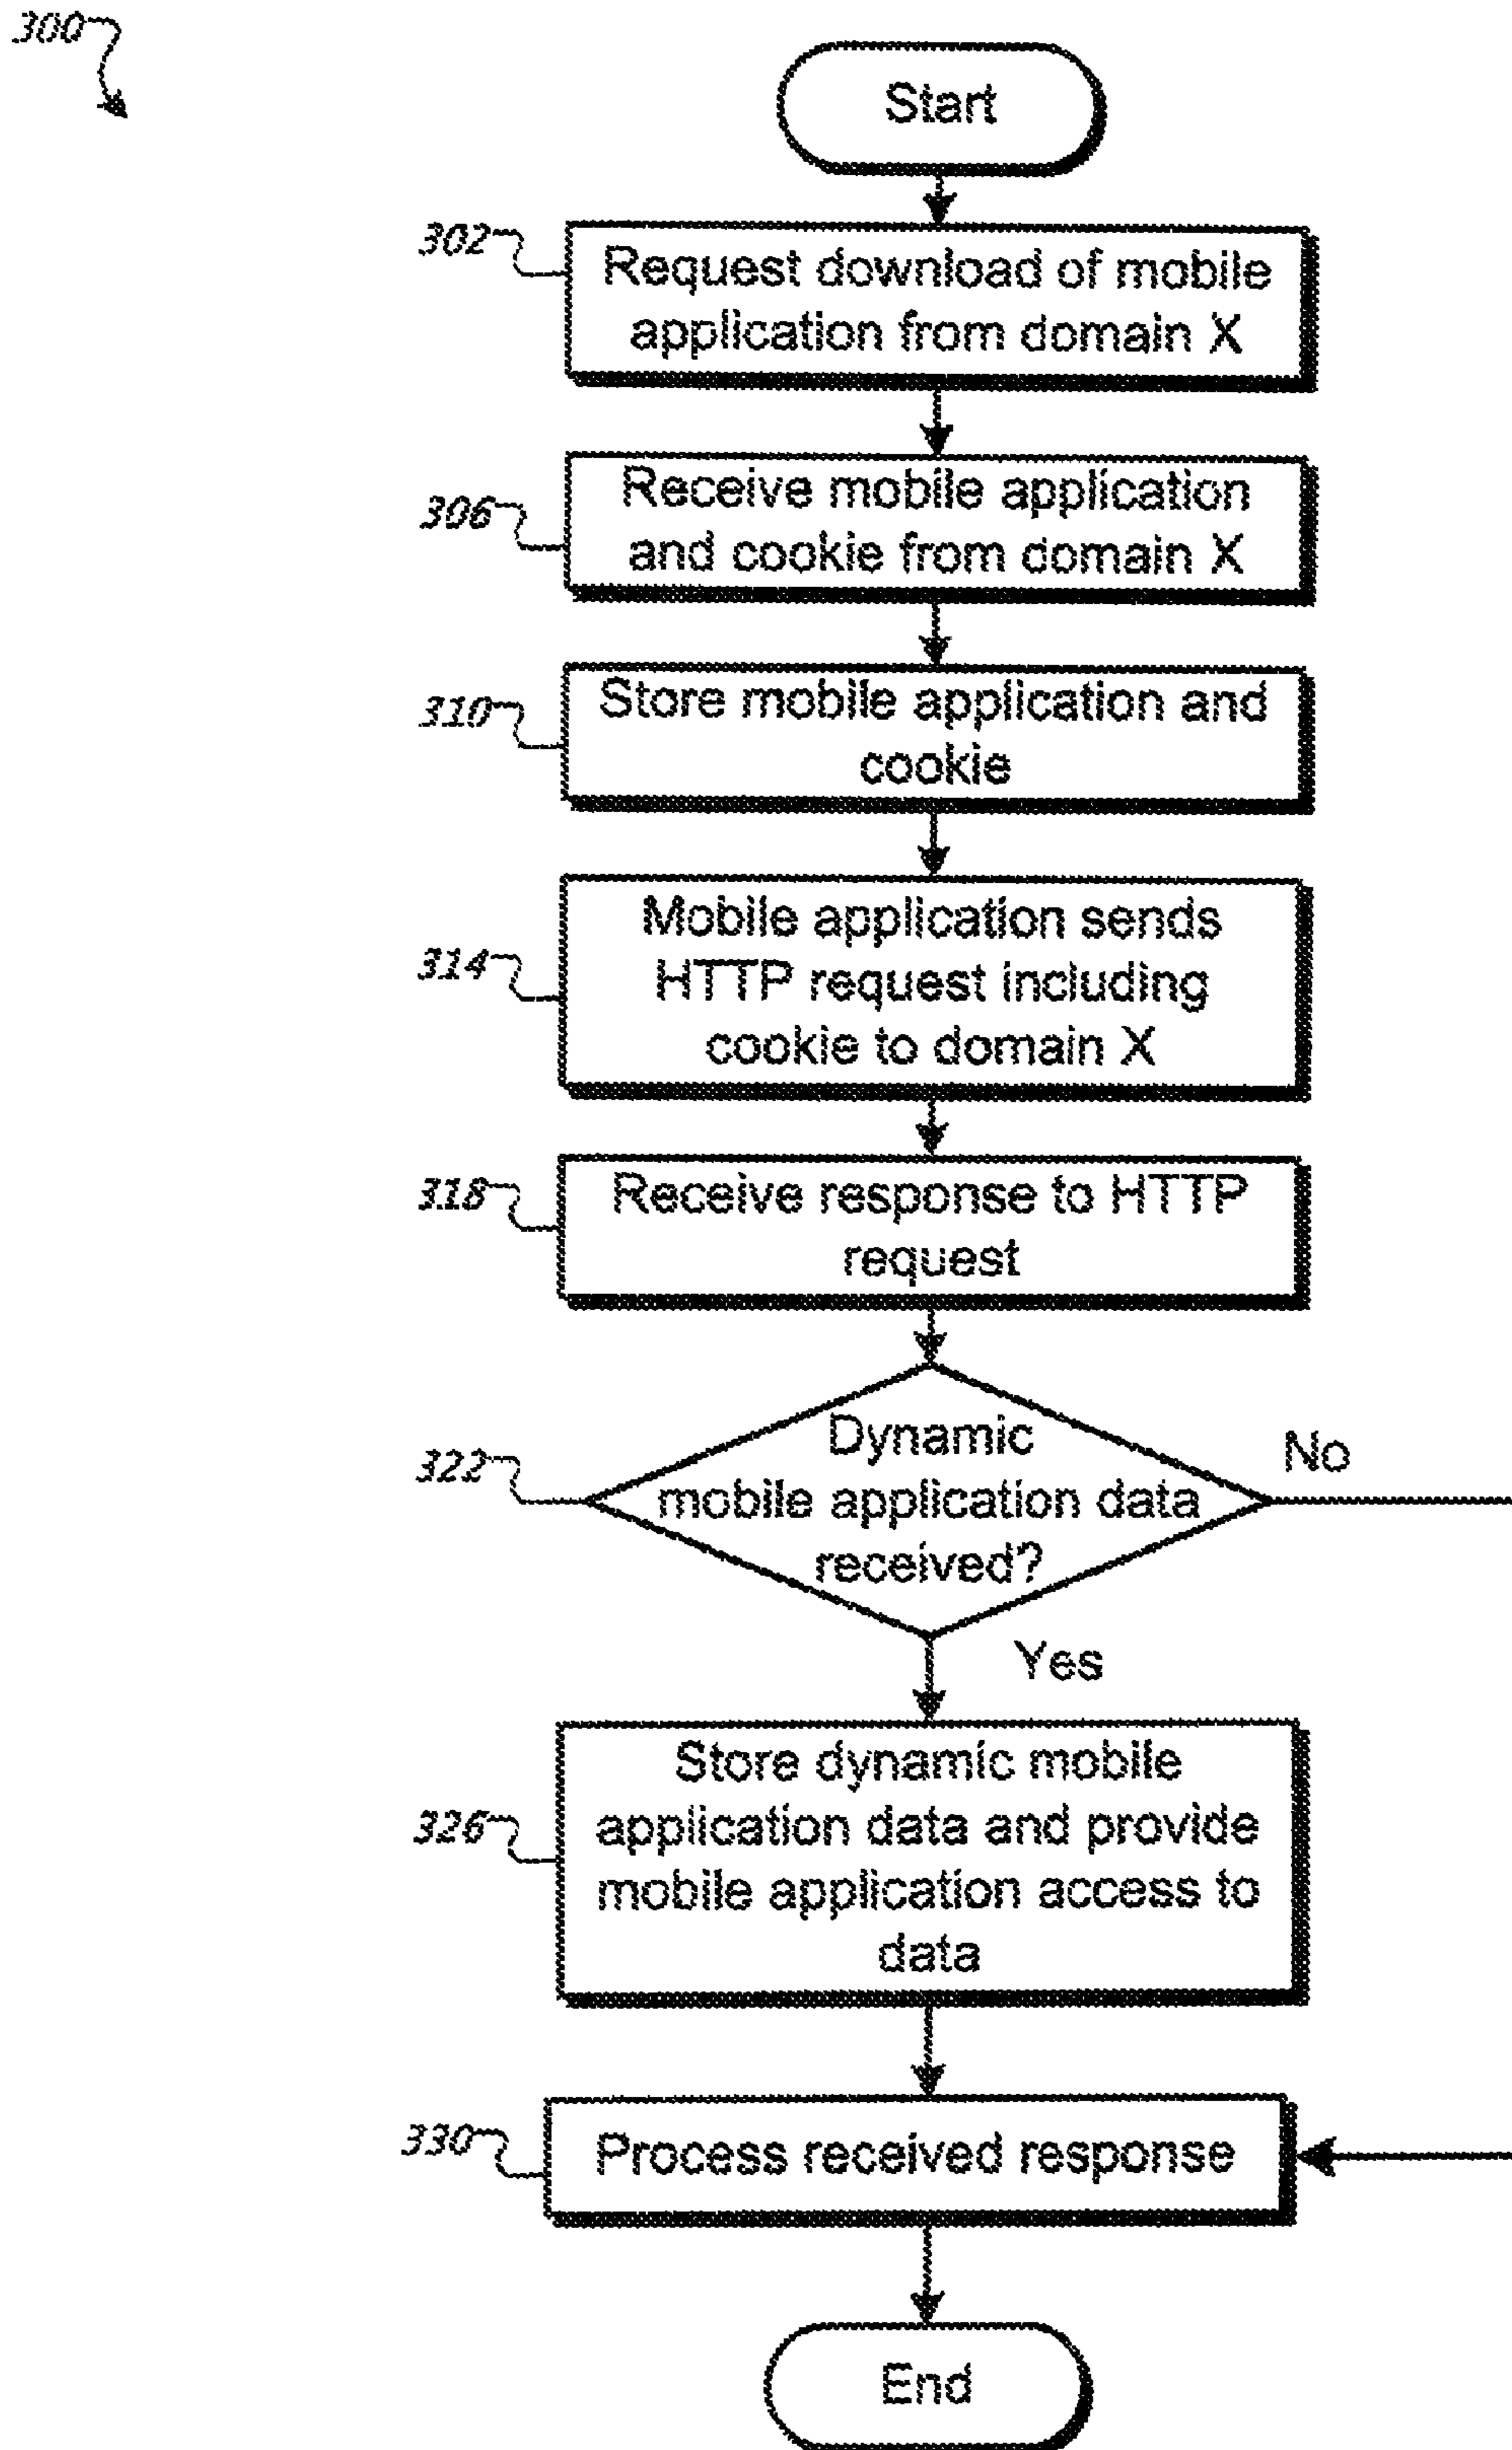 300
Start
302
Request download of mobile
application from domain X
306
Receive mobile application
and cookie from domain X
310
Store mobile application and
cookie
314
Mobile application sends
HTTP request including
cookie to domain X
318
Receive response to HTTP
request
322
Dynamic
mobile application data
received?
No
Yes
326
Store dynamic mobile
application data and provide
mobile application access to
data
330
Process received response
End